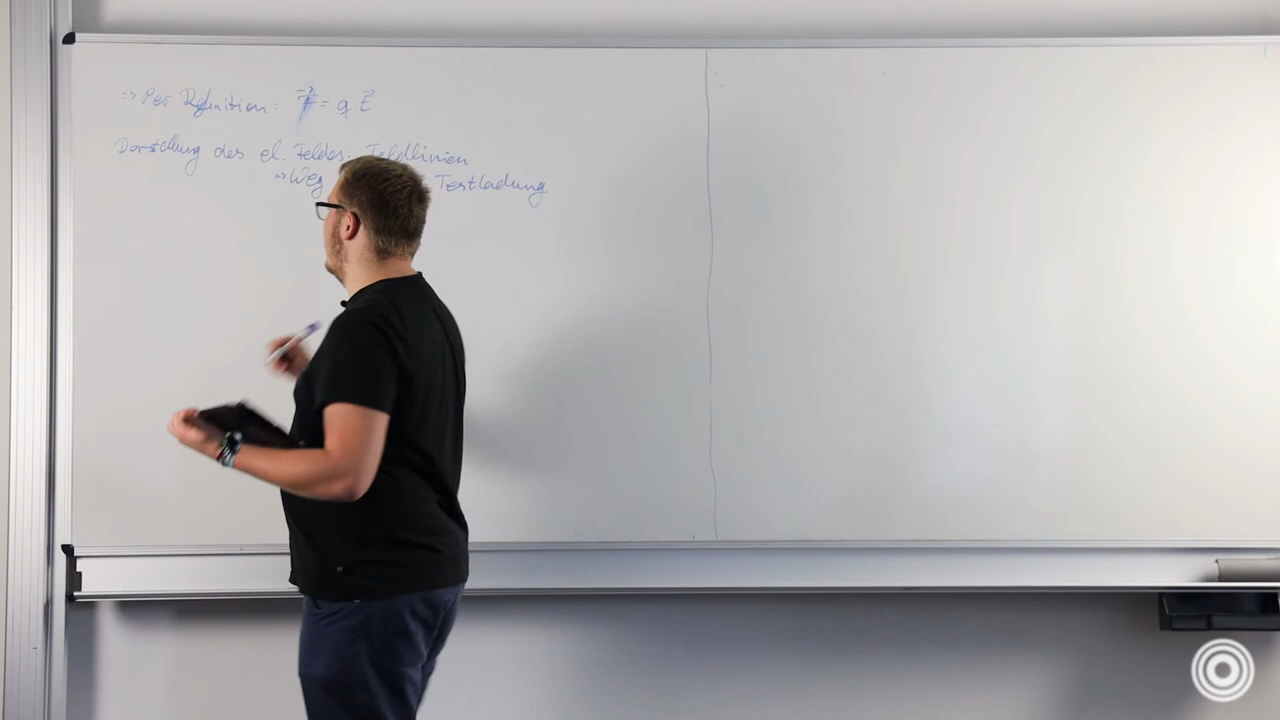 => Per Definition: F⃗ = q E⃗
Darstellung des el. Feldes: Feldlinien
=> Weg Testladung